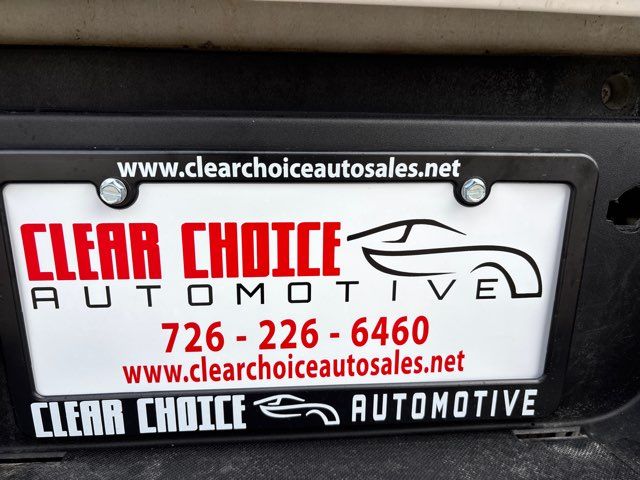 www.clearchoiceautosales.net
CLEAR CHOICE
AUTOMOTIVE
726 - 226 - 6460
www.clearchoiceautosales.net
CLEAR CHOICE AUTOMOTIVE